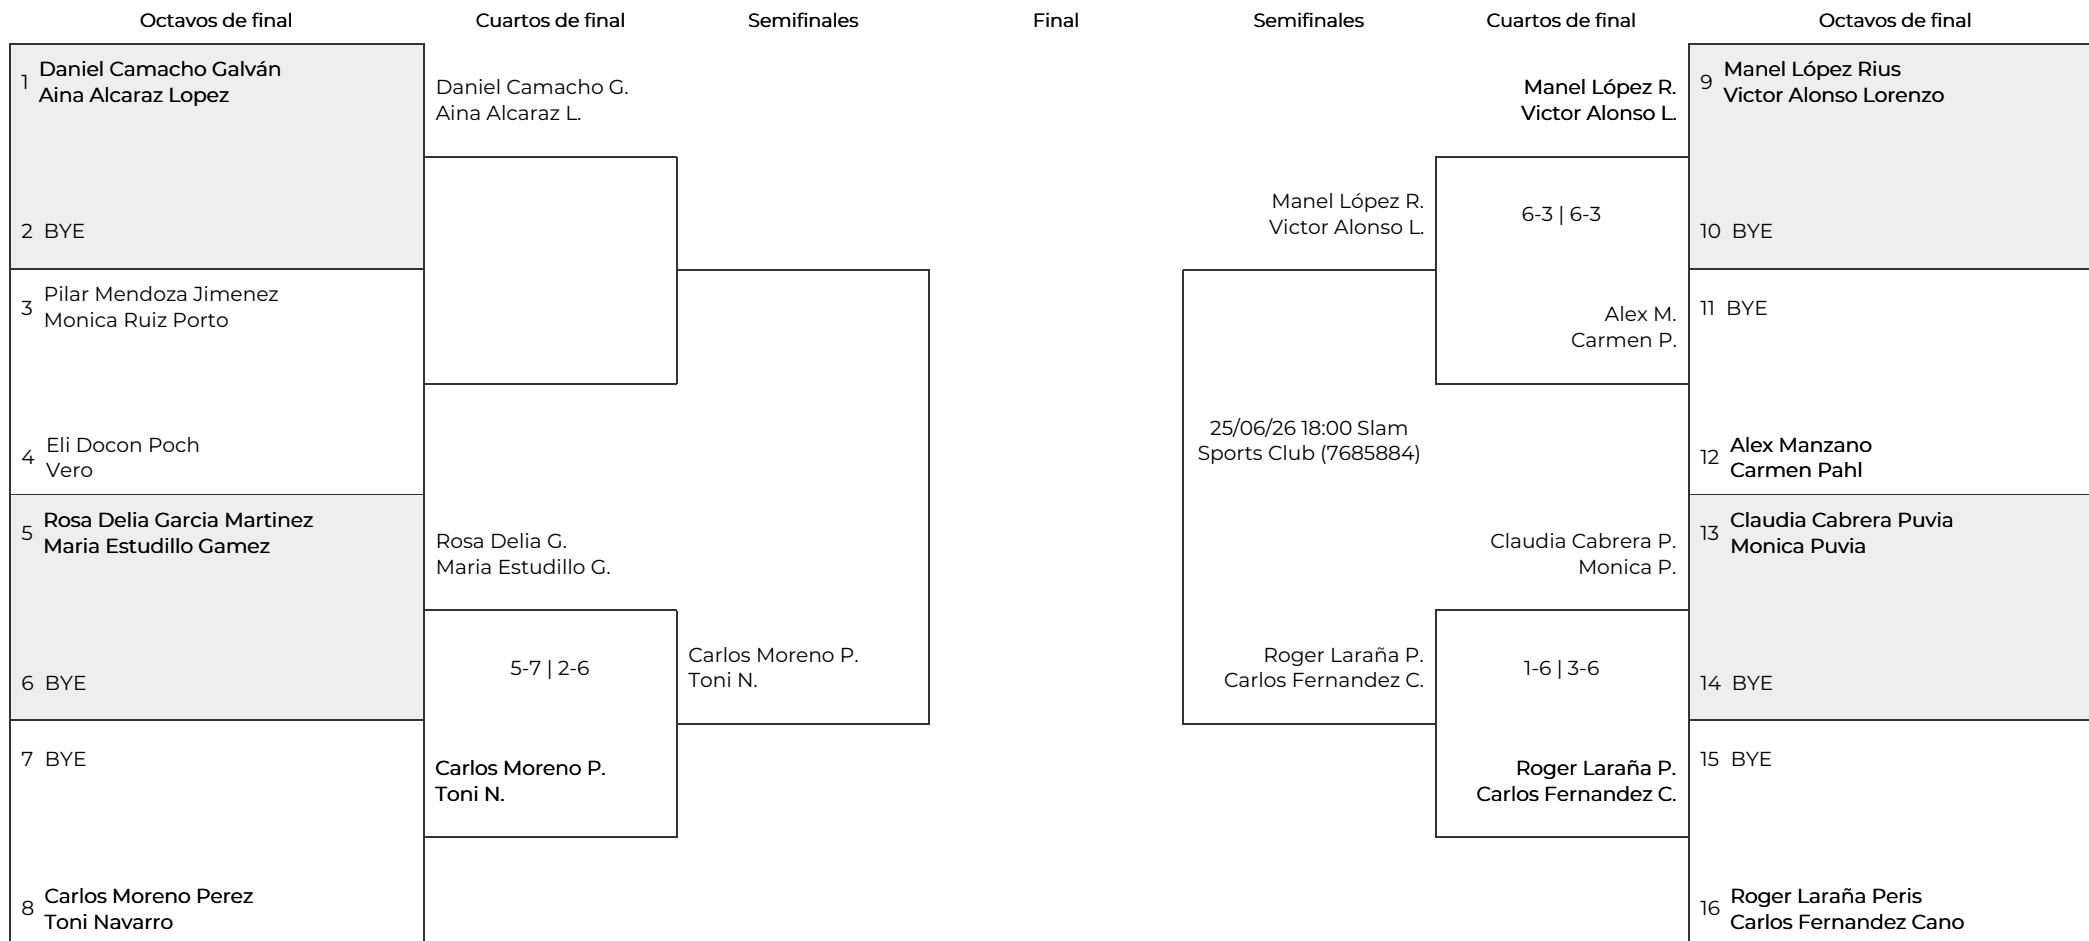 Octavos de final
Cuartos de final
Semifinales
Final
Semifinales
Cuartos de final
Octavos de final
1 Daniel Camacho Galván
Aina Alcaraz Lopez
2 BYE
3 Pilar Mendoza Jimenez
Monica Ruiz Porto
4 Eli Docon Poch
Vero
5 Rosa Delia Garcia Martinez
Maria Estudillo Gamez
6 BYE
7 BYE
8 Carlos Moreno Perez
Toni Navarro
Daniel Camacho G.
Aina Alcaraz L.
Rosa Delia G.
Maria Estudillo G.
5-7 | 2-6
Carlos Moreno P.
Toni N.
Carlos Moreno P.
Toni N.
Manel López R.
Victor Alonso L.
25/06/26 18:00 Slam
Sports Club (7685884)
Roger Laraña P.
Carlos Fernandez C.
Manel López R.
Victor Alonso L.
6-3 | 6-3
Alex M.
Carmen P.
Claudia Cabrera P.
Monica P.
1-6 | 3-6
Roger Laraña P.
Carlos Fernandez C.
9 Manel López Rius
Victor Alonso Lorenzo
10 BYE
11 BYE
12 Alex Manzano
Carmen Pahl
13 Claudia Cabrera Puvia
Monica Puvia
14 BYE
15 BYE
16 Roger Laraña Peris
Carlos Fernandez Cano